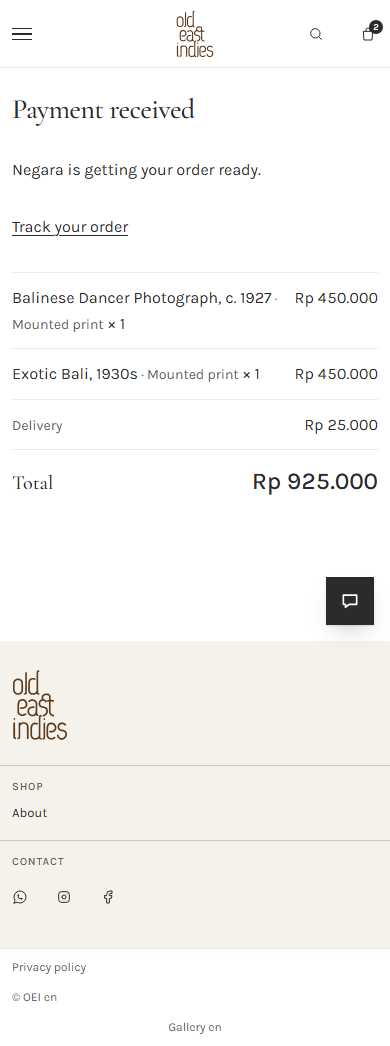 old
east
indies
2
Payment received
Negara is getting your order ready.
Track your order
Balinese Dancer Photograph, c. 1927 · Rp 450.000
Mounted print × 1
Exotic Bali, 1930s · Mounted print × 1 Rp 450.000
Delivery Rp 25.000
Total Rp 925.000
old
east
indies
SHOP
About
CONTACT
Privacy policy
© OEI en
Gallery en